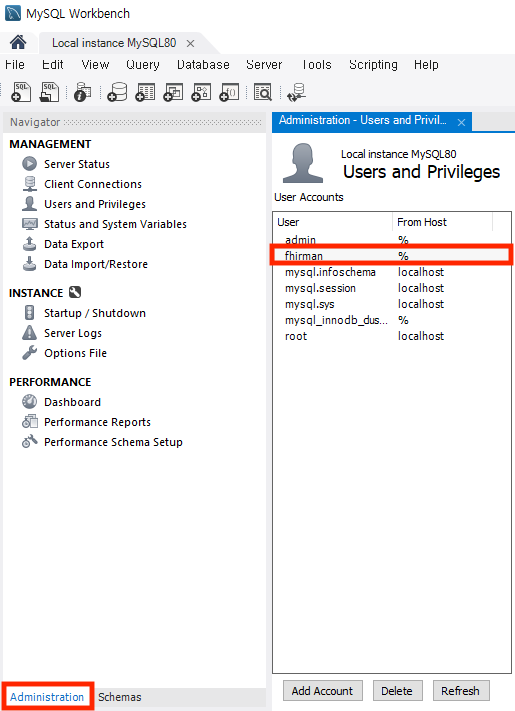 MySQL Workbench
Local instance MySQL80 ×
File Edit View Query Database Server Tools Scripting Help
Navigator
MANAGEMENT
Server Status
Client Connections
Users and Privileges
Status and System Variables
Data Export
Data Import/Restore
INSTANCE
Startup / Shutdown
Server Logs
Options File
PERFORMANCE
Dashboard
Performance Reports
Performance Schema Setup
Administration Schemas
Administration - Users and Privil... ×
Local instance MySQL80
Users and Privileges
User Accounts
User From Host
admin %
fhirman %
mysql.infoschema localhost
mysql.session localhost
mysql.sys localhost
mysql_innodb_dus... %
root localhost
Add Account Delete Refresh